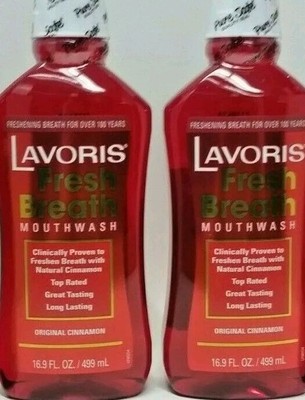 Pure Safe
FRESHENING BREATH FOR OVER 100 YEARS
LAVORIS®
Fresh
Breath
MOUTHWASH
Clinically Proven to
Freshen Breath with
Natural Cinnamon
Top Rated
Great Tasting
Long Lasting
ORIGINAL CINNAMON
16.9 FL. OZ. / 499 mL
FRESHENING BREATH FOR OVER 100 YEARS
LAVORIS
Fresh
Breath
MOUTHWASH
Clinically Proven to
Freshen Breath with
Natural Cinnamon
Top Rated
Great Tasting
Long Lasting
ORIGINAL CINNAMON
16.9 FL. OZ. / 499 mL